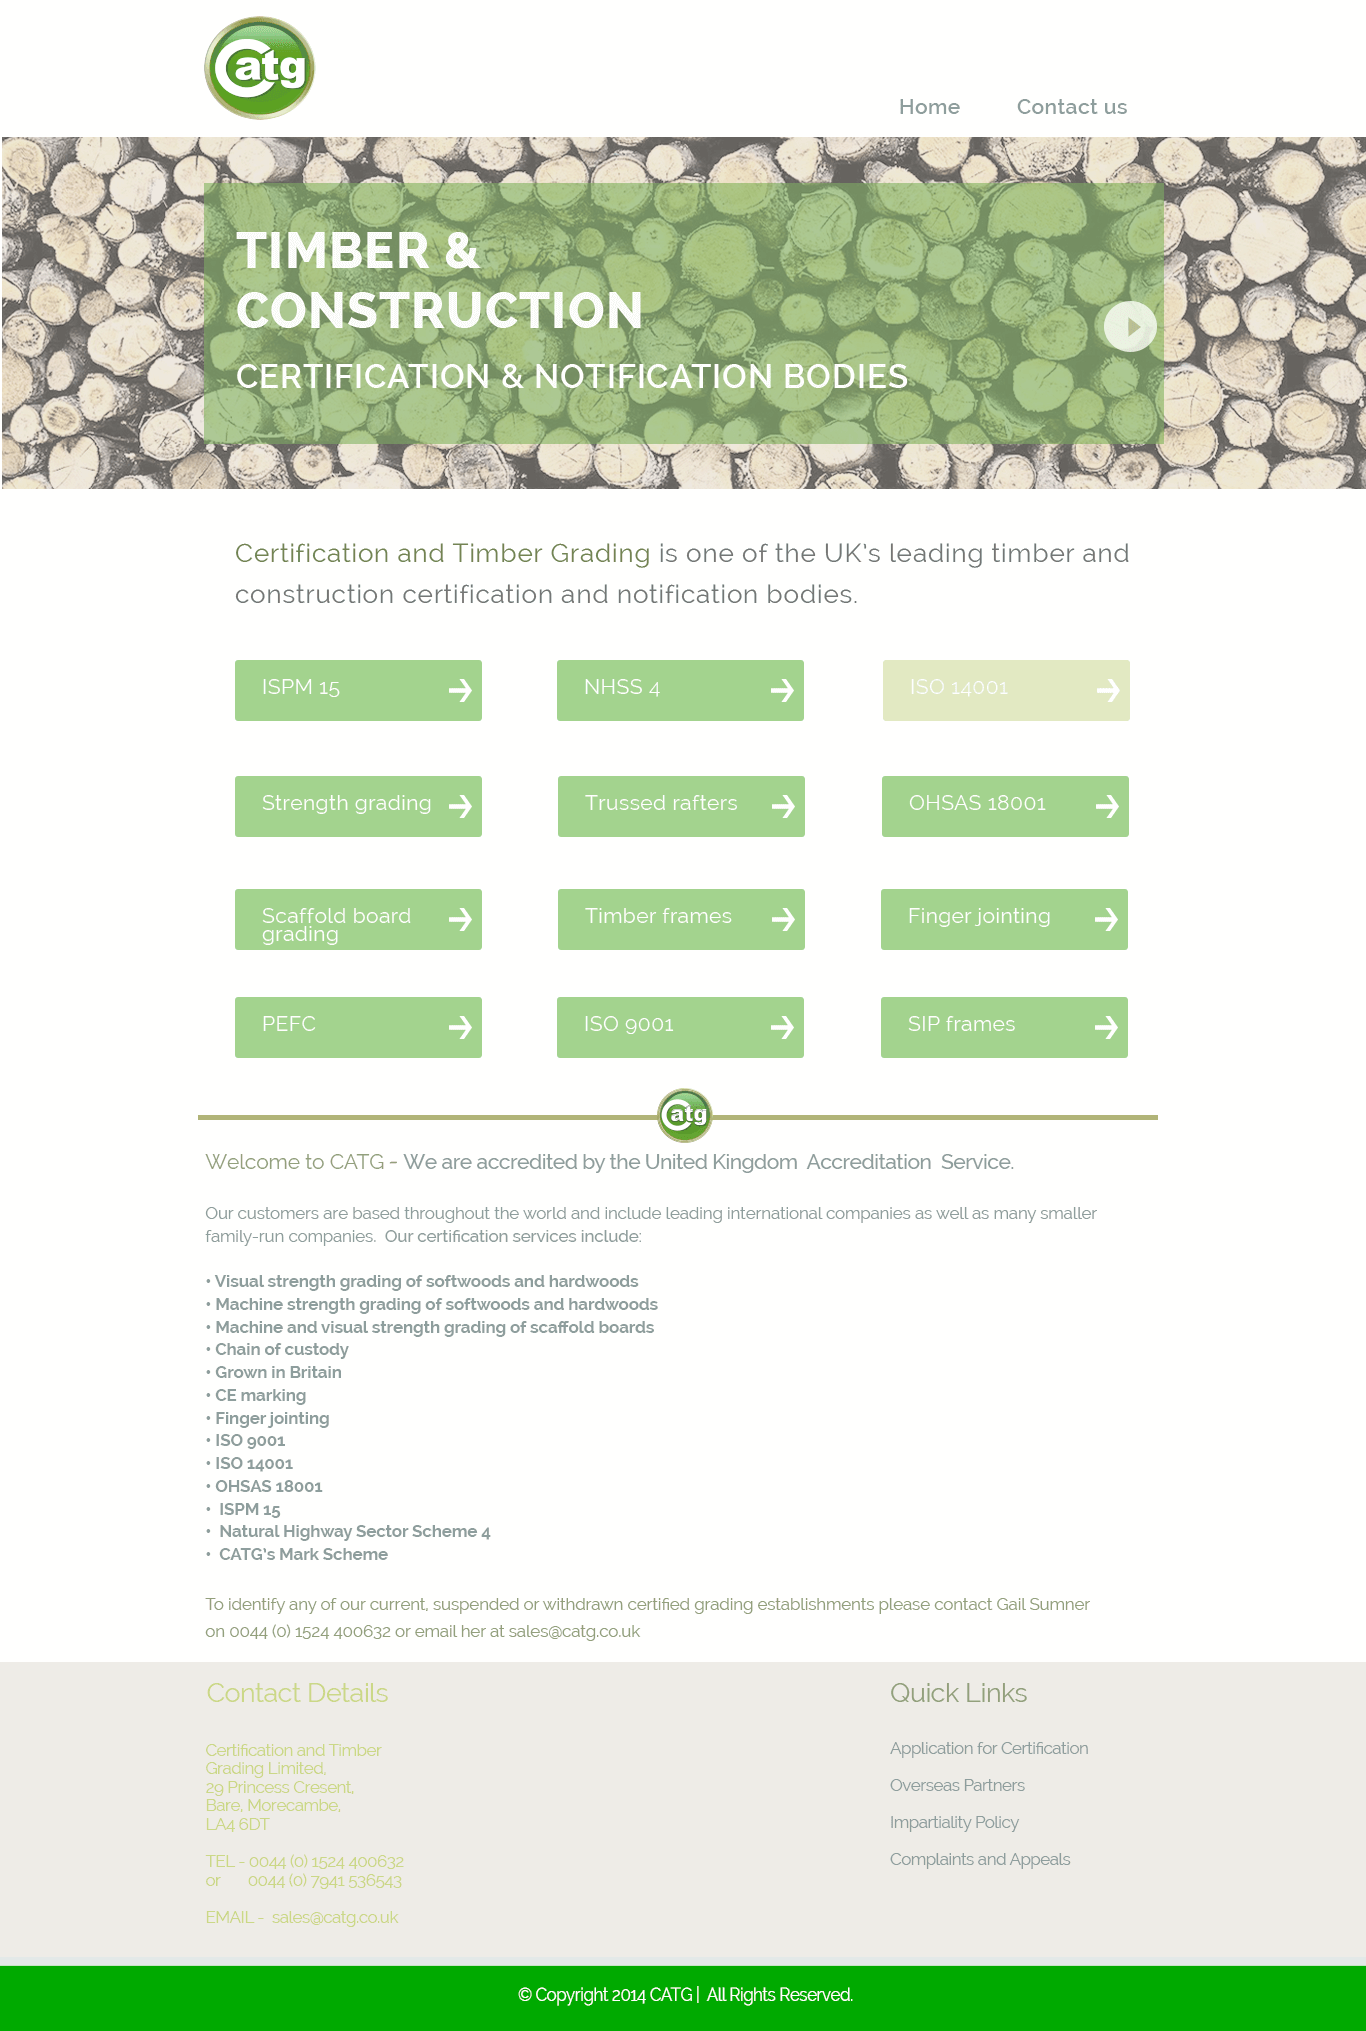 Catg
Home Contact us
TIMBER &
CONSTRUCTION
CERTIFICATION & NOTIFICATION BODIES
Certification and Timber Grading is one of the UK's leading timber and
construction certification and notification bodies.
ISPM 15
NHSS 4
ISO 14001
Strength grading
Trussed rafters
OHSAS 18001
Scaffold board
grading
Timber frames
Finger jointing
PEFC
ISO 9001
SIP frames
Catg
Welcome to CATG - We are accredited by the United Kingdom Accreditation Service.
Our customers are based throughout the world and include leading international companies as well as many smaller
family-run companies. Our certification services include:
• Visual strength grading of softwoods and hardwoods
• Machine strength grading of softwoods and hardwoods
• Machine and visual strength grading of scaffold boards
• Chain of custody
• Grown in Britain
• CE marking
• Finger jointing
• ISO 9001
• ISO 14001
• OHSAS 18001
• ISPM 15
• Natural Highway Sector Scheme 4
• CATG's Mark Scheme
To identify any of our current, suspended or withdrawn certified grading establishments please contact Gail Sumner
on 0044 (0) 1524 400632 or email her at sales@catg.co.uk
Contact Details
Certification and Timber
Grading Limited,
29 Princess Cresent,
Bare, Morecambe,
LA4 6DT
TEL - 0044 (0) 1524 400632
or 0044 (0) 7941 536543
EMAIL - sales@catg.co.uk
Quick Links
Application for Certification
Overseas Partners
Impartiality Policy
Complaints and Appeals
© Copyright 2014 CATG | All Rights Reserved.